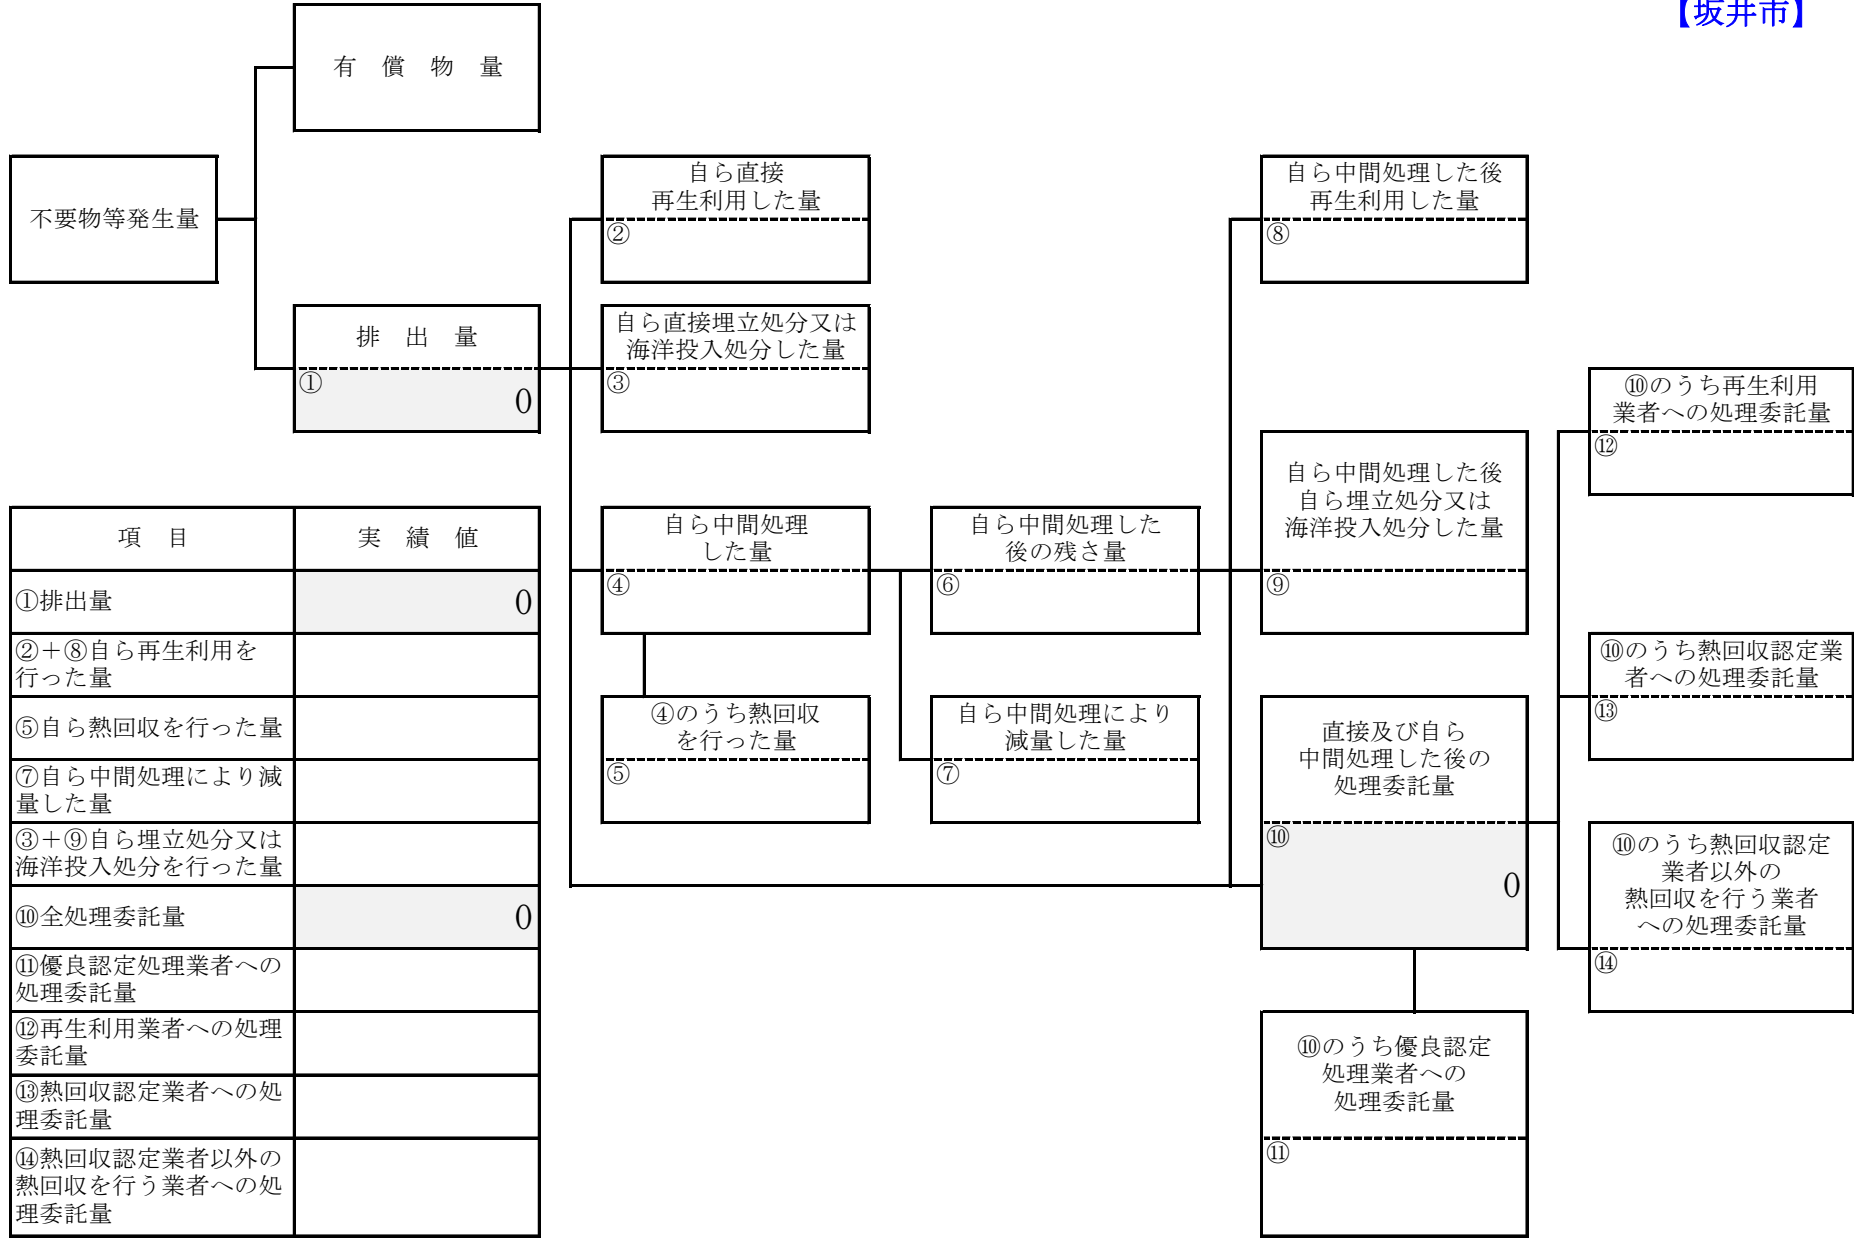 【坂井市】
有　償　物　量
不要物等発生量
排　出　量
①
0
自ら直接
再生利用した量
②
自ら直接埋立処分又は
海洋投入処分した量
③
自ら中間処理
した量
④
④のうち熱回収
を行った量
⑤
自ら中間処理した
後の残さ量
⑥
自ら中間処理により
減量した量
⑦
自ら中間処理した後
再生利用した量
⑧
自ら中間処理した後
自ら埋立処分又は
海洋投入処分した量
⑨
直接及び自ら
中間処理した後の
処理委託量
⑩
0
⑩のうち優良認定
処理業者への
処理委託量
⑪
⑩のうち再生利用
業者への処理委託量
⑫
⑩のうち熱回収認定業
者への処理委託量
⑬
⑩のうち熱回収認定
業者以外の
熱回収を行う業者
への処理委託量
⑭
項　目　実　績　値
①排出量　0
②＋⑧自ら再生利用を
行った量
⑤自ら熱回収を行った量
⑦自ら中間処理により減
量した量
③＋⑨自ら埋立処分又は
海洋投入処分を行った量
⑩全処理委託量　0
⑪優良認定処理業者への
処理委託量
⑫再生利用業者への処理
委託量
⑬熱回収認定業者への処
理委託量
⑭熱回収認定業者以外の
熱回収を行う業者への処
理委託量